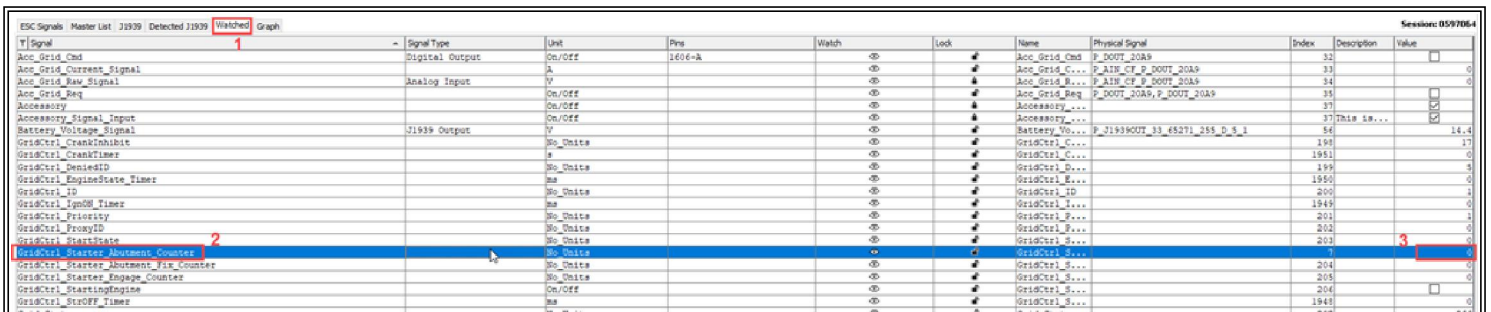 ESC Signals Master List J1939 Detected J1939 Watched Graph Session: 0597064
1
Signal Signal Type Unit Pins Watch Lock Name Physical Signal Index Description Value
Acc_Grid_Cmd Digital Output On/Off 1606-A Acc_Grid_Cmd P_DOUT_20A9 32
Acc_Grid_Current_Signal A Acc_Grid_C... P_AIN_CF_P_DOUT_20A9 33 0
Acc_Grid_Raw_Signal Analog Input V Acc_Grid_R... P_AIN_CF_P_DOUT_20A9 34 0
Acc_Grid_Req On/Off Acc_Grid_Req P_DOUT_20A9,P_DOUT_20A9 35
Accessory On/Off Accessory_... 37
Accessory_Signal_Input On/Off Accessory_... 37 This is...
Battery_Voltage_Signal J1939 Output V Battery_Vo... P_J1939OUT_33_65271_255_D_5_1 56 14.4
GridCtrl_CrankInhibit No_Units GridCtrl_C... 198 17
GridCtrl_CrankTimer s GridCtrl_C... 1951 0
GridCtrl_DeniedID No_Units GridCtrl_D... 199 5
GridCtrl_EngineState_Timer ms GridCtrl_E... 1950 0
GridCtrl_ID No_Units GridCtrl_ID 200 1
GridCtrl_IgnON_Timer ms GridCtrl_I... 1949 0
GridCtrl_Priority No_Units GridCtrl_P... 201 1
GridCtrl_ProxyID No_Units GridCtrl_P... 202 0
GridCtrl_StartState No_Units GridCtrl_S... 203 0
2 3
GridCtrl_Starter_Abutment_Counter No_Units GridCtrl_S... 7 0
GridCtrl_Starter_Abutment_Fix_Counter No_Units GridCtrl_S... 204 0
GridCtrl_Starter_Engage_Counter No_Units GridCtrl_S... 205 0
GridCtrl_StartingEngine On/Off GridCtrl_S... 206
GridCtrl_StrOFF_Timer ms GridCtrl_S... 1948 0